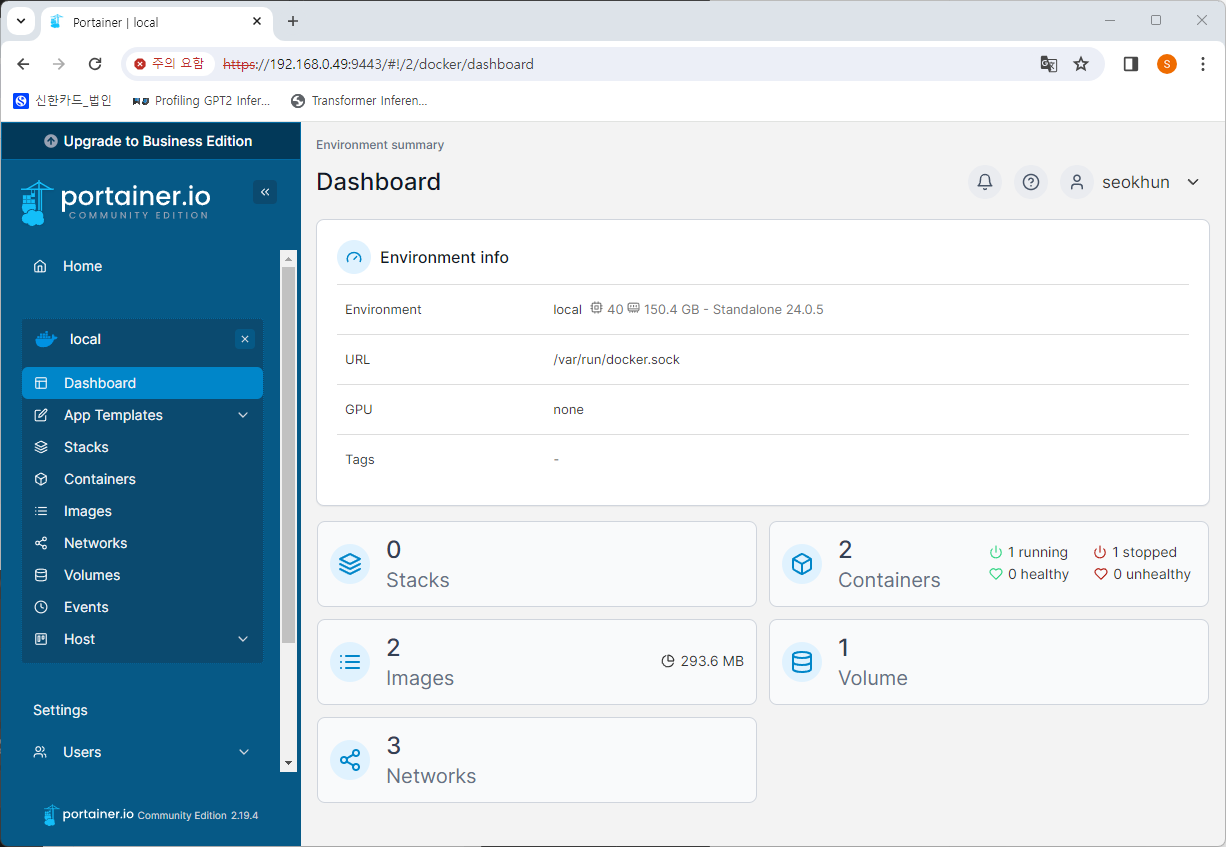 Portainer | local
주의 요함
https://192.168.0.49:9443/#!/2/docker/dashboard
S
신한카드_법인
Profiling GPT2 Infer...
Transformer Inferen...
Upgrade to Business Edition
portainer.io
COMMUNITY EDITION
Home
local
Dashboard
App Templates
Stacks
Containers
Images
Networks
Volumes
Events
Host
Settings
Users
portainer.io Community Edition 2.19.4
Environment summary
Dashboard
seokhun
Environment info
Environment local 40 150.4 GB - Standalone 24.0.5
URL /var/run/docker.sock
GPU none
Tags -
0
Stacks
2
Containers
1 running 1 stopped
0 healthy 0 unhealthy
2
Images
293.6 MB
1
Volume
3
Networks